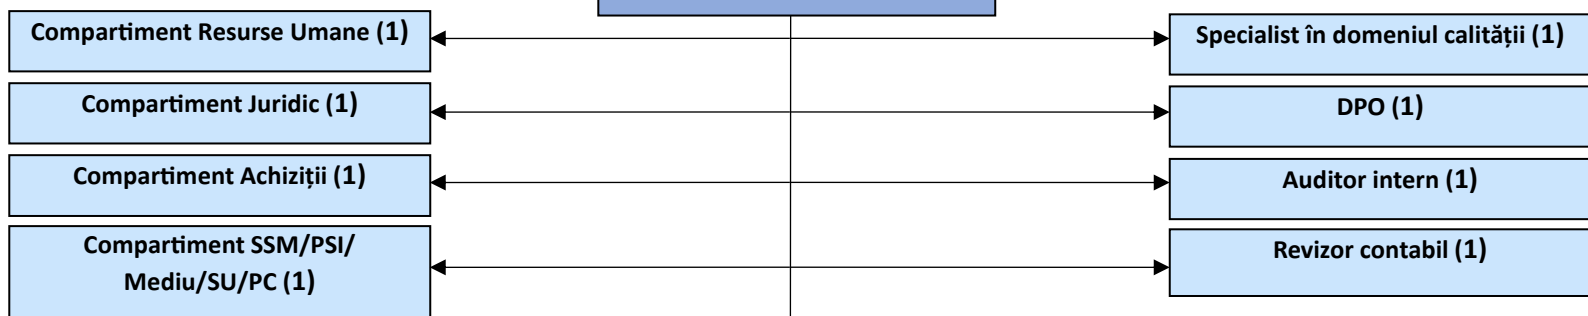 Compartiment Resurse Umane (1)
Specialist în domeniul calității (1)
Compartiment Juridic (1)
DPO (1)
Compartiment Achiziții (1)
Auditor intern (1)
Compartiment SSM/PSI/
Mediu/SU/PC (1)
Revizor contabil (1)